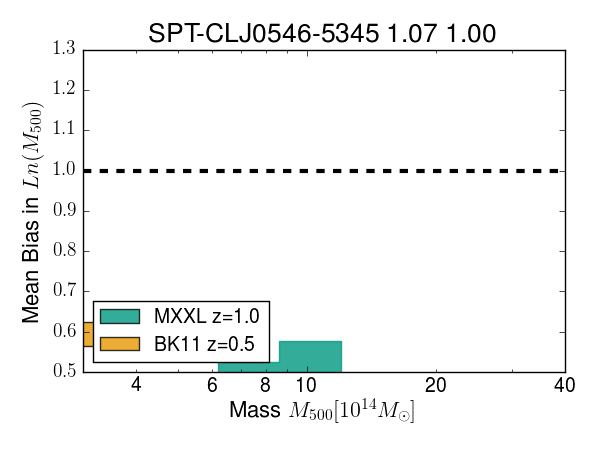 SPT-CLJ0546-5345 1.07 1.00
1.3
1.2
1.1
1.0
0.9
0.8
0.7
0.6
0.5
Mean Bias in Ln(M500)
MXXL z=1.0
BK11 z=0.5
4 6 8 10 20 40
Mass M500[10^14 M⊙]